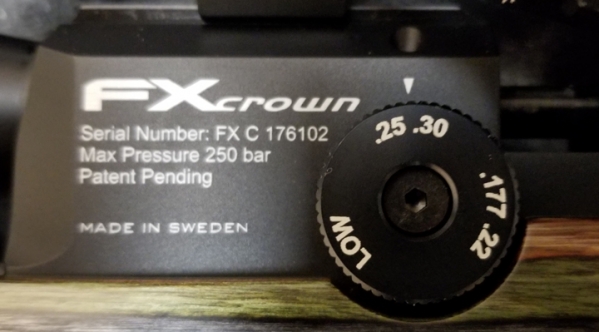 FXcrown
Serial Number: FX C 176102
Max Pressure 250 bar
Patent Pending
MADE IN SWEDEN
.25 .30
.177 .22
LOW